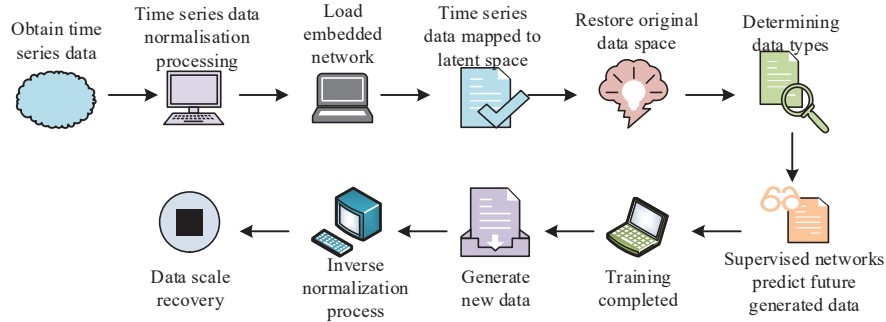 Obtain time
series data
Time series data
normalisation
processing
Load
embedded
network
Time series
data mapped to
latent space
Restore original
data space
Determining
data types
Data scale
recovery
Inverse
normalization
process
Generate
new data
Training
completed
Supervised networks
predict future
generated data